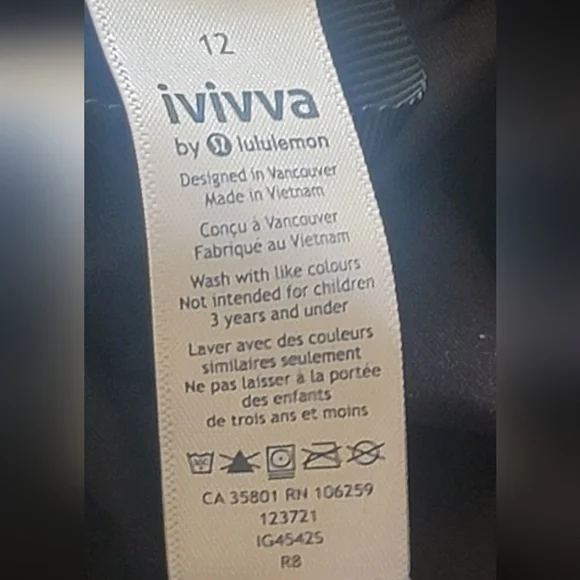 12
ivivva
by lululemon
Designed in Vancouver
Made in Vietnam
Conçu à Vancouver
Fabriqué au Vietnam
Wash with like colours
Not intended for children
3 years and under
Laver avec des couleurs
similaires seulement
Ne pas laisser à la portée
des enfants
de trois ans et moins
CA 35801 RN 106259
123721
IG4542S
R8